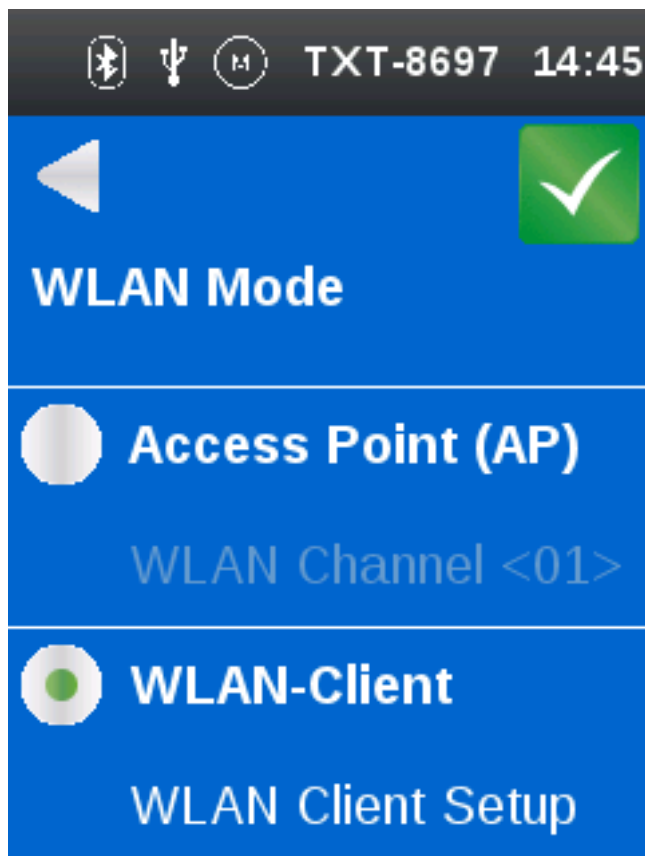 M TXT-8697 14:45
WLAN Mode
Access Point (AP)
WLAN Channel <01>
WLAN-Client
WLAN Client Setup